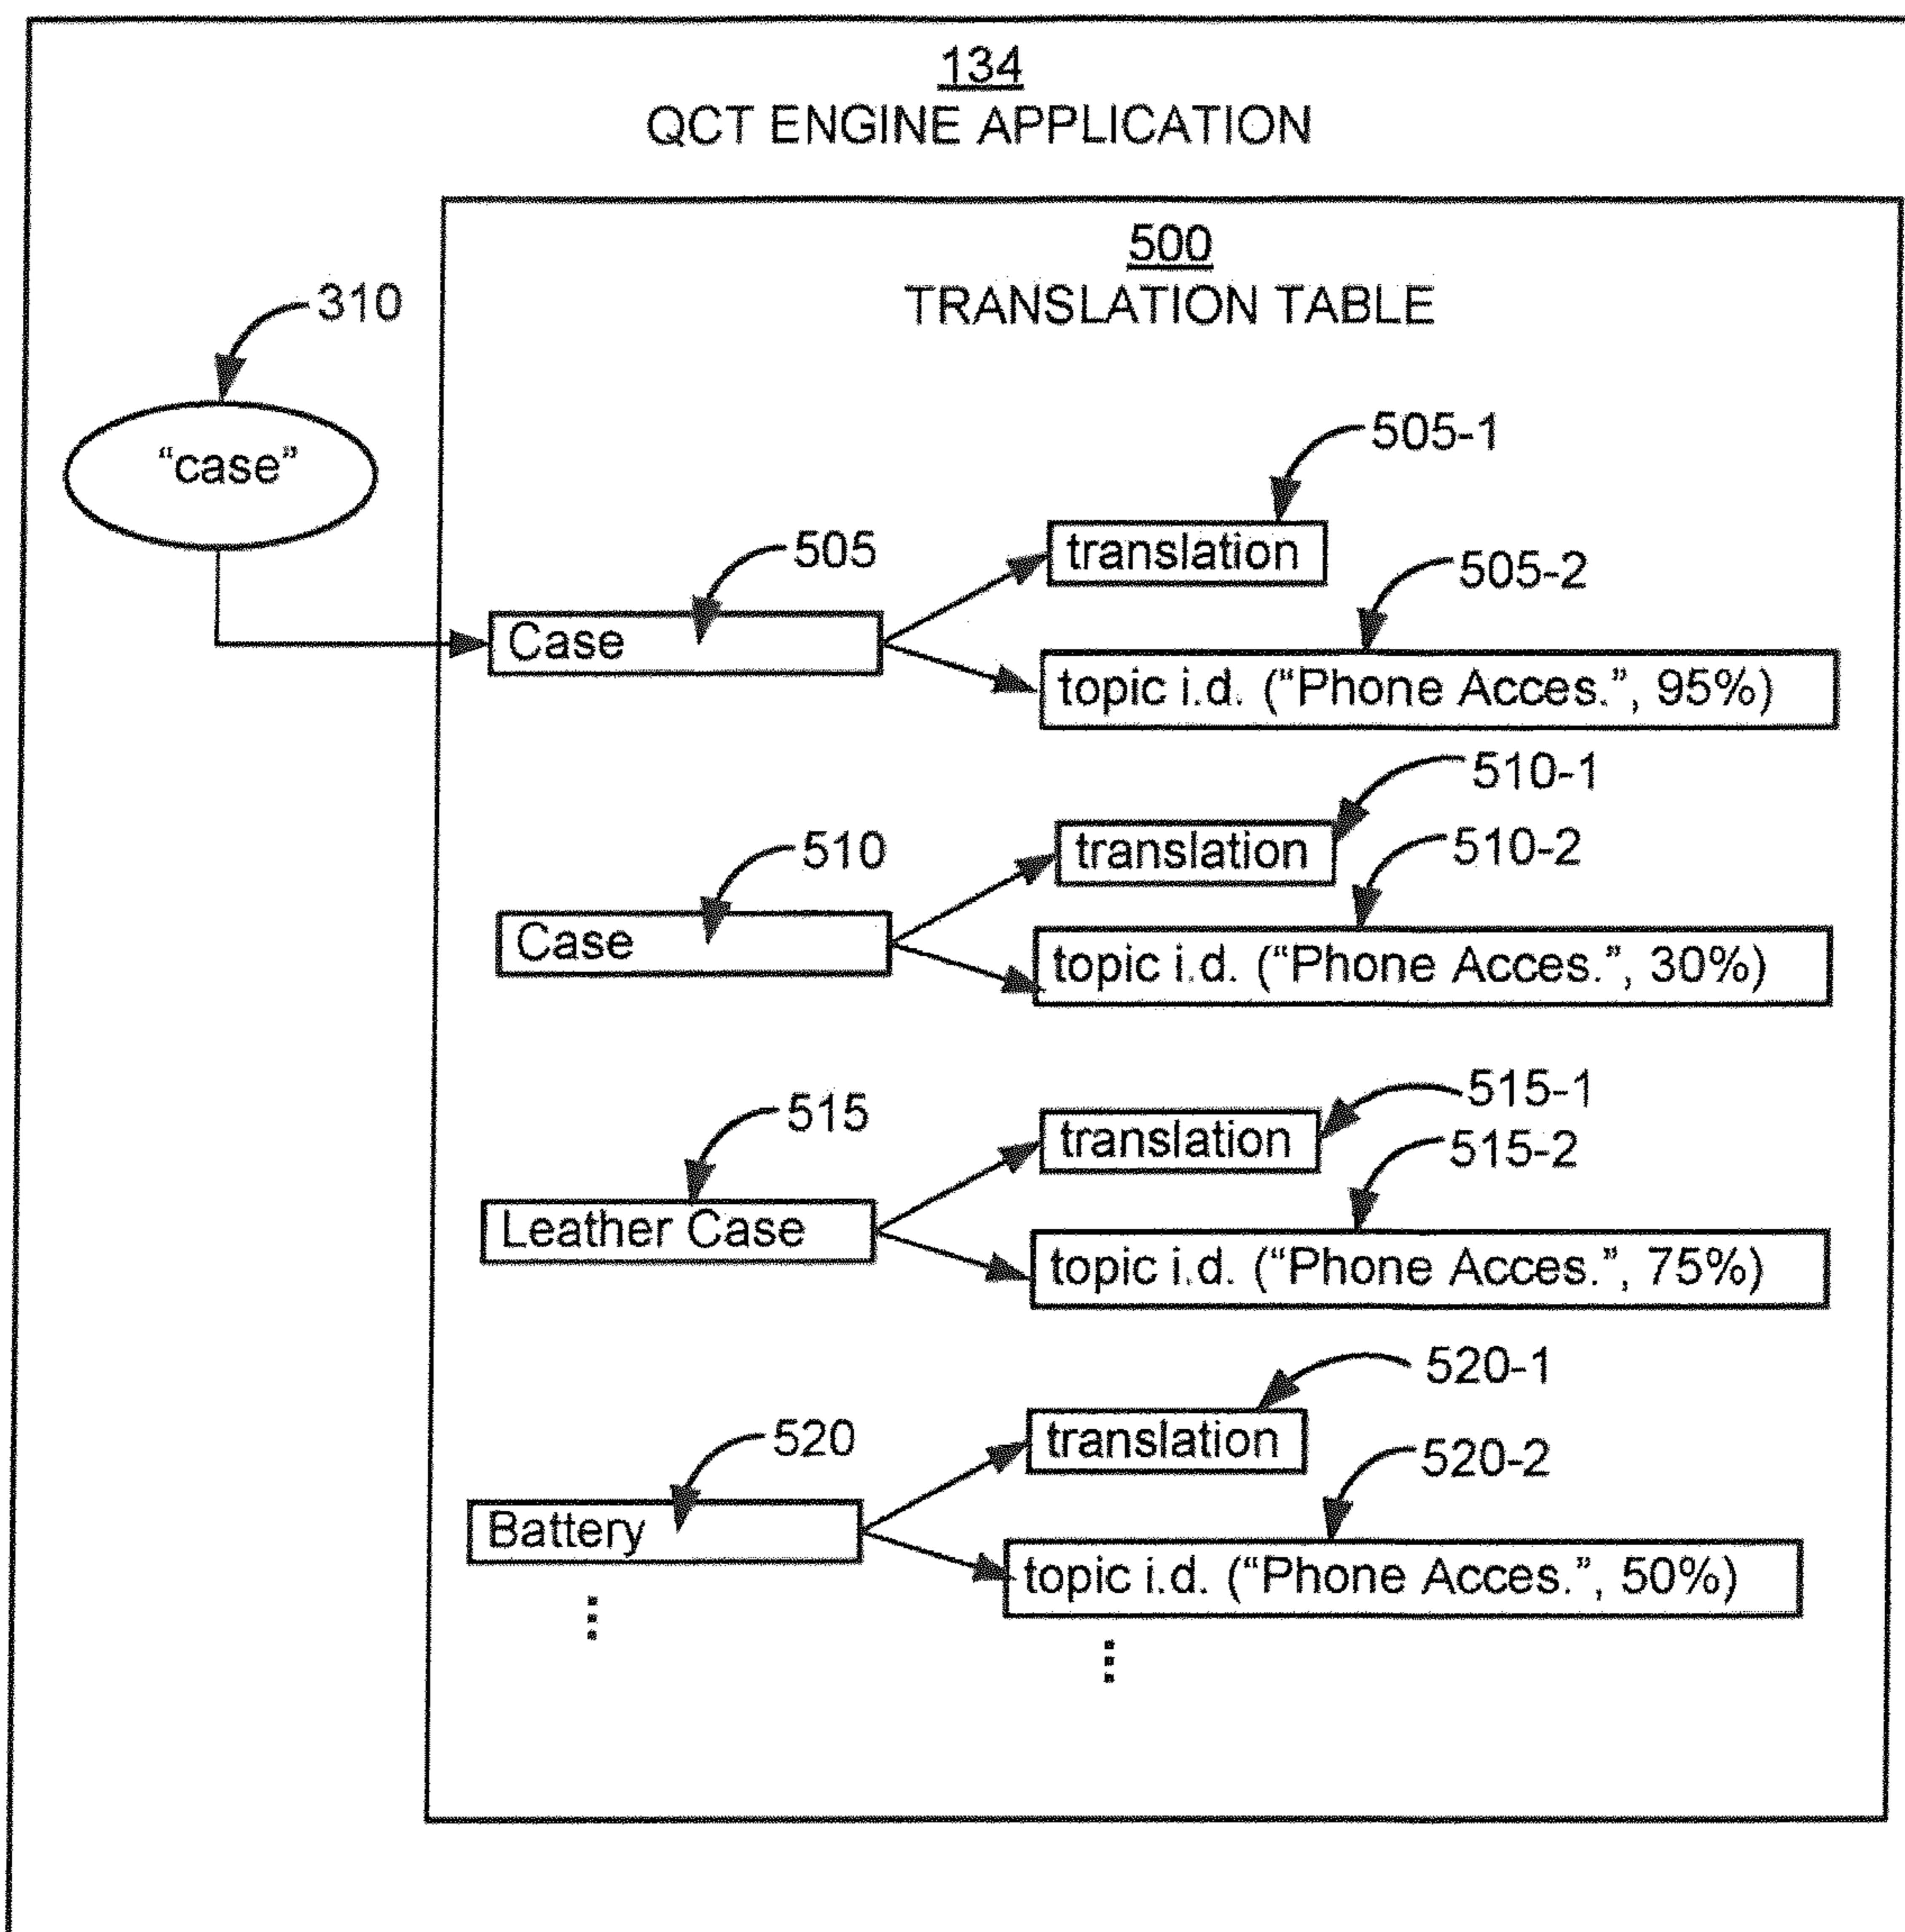 134
QCT ENGINE APPLICATION
500
TRANSLATION TABLE
310
“case”
505-1
translation
505
505-2
Case
topic i.d. (“Phone Acces.”, 95%)
510-1
translation
510
510-2
Case
topic i.d. (“Phone Acces.”, 30%)
515-1
translation
515
515-2
Leather Case
topic i.d. (“Phone Acces.”, 75%)
520-1
translation
520
520-2
Battery
topic i.d. (“Phone Acces.”, 50%)